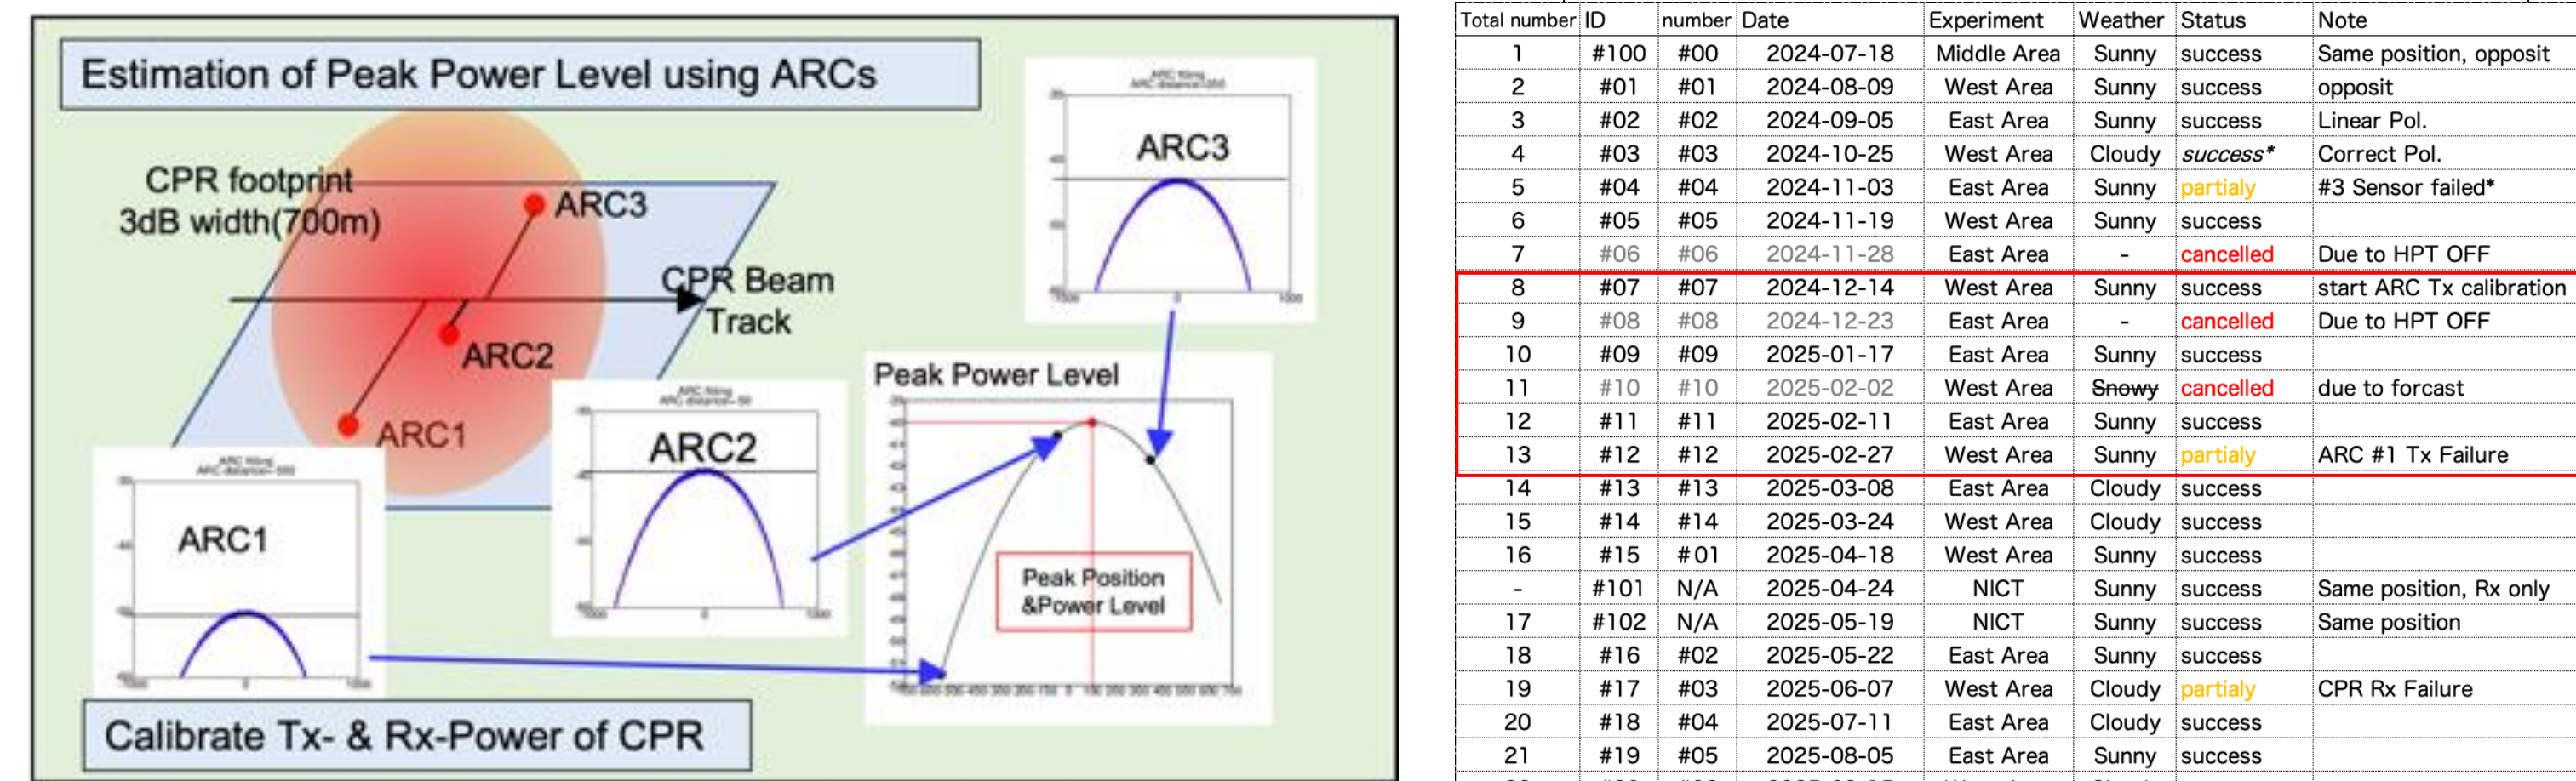 Estimation of Peak Power Level using ARCs
CPR footprint
3dB width(700m)
ARC3
CPR Beam
Track
ARC2
ARC1
ARC3
-1000 0 1000
Peak Power Level
ARC2
0
ARC1
0
Peak Position
&Power Level
Calibrate Tx- & Rx-Power of CPR
Total number ID number Date Experiment Weather Status Note
1 #100 #00 2024-07-18 Middle Area Sunny success Same position, opposit
2 #01 #01 2024-08-09 West Area Sunny success opposit
3 #02 #02 2024-09-05 East Area Sunny success Linear Pol.
4 #03 #03 2024-10-25 West Area Cloudy success* Correct Pol.
5 #04 #04 2024-11-03 East Area Sunny partialy #3 Sensor failed*
6 #05 #05 2024-11-19 West Area Sunny success
7 #06 #06 2024-11-28 East Area - cancelled Due to HPT OFF
8 #07 #07 2024-12-14 West Area Sunny success start ARC Tx calibration
9 #08 #08 2024-12-23 East Area - cancelled Due to HPT OFF
10 #09 #09 2025-01-17 East Area Sunny success
11 #10 #10 2025-02-02 West Area Snowy cancelled due to forcast
12 #11 #11 2025-02-11 East Area Sunny success
13 #12 #12 2025-02-27 West Area Sunny partialy ARC #1 Tx Failure
14 #13 #13 2025-03-08 East Area Cloudy success
15 #14 #14 2025-03-24 West Area Cloudy success
16 #15 #01 2025-04-18 West Area Sunny success
- #101 N/A 2025-04-24 NICT Sunny success Same position, Rx only
17 #102 N/A 2025-05-19 NICT Sunny success Same position
18 #16 #02 2025-05-22 East Area Sunny success
19 #17 #03 2025-06-07 West Area Cloudy partialy CPR Rx Failure
20 #18 #04 2025-07-11 East Area Cloudy success
21 #19 #05 2025-08-05 East Area Sunny success